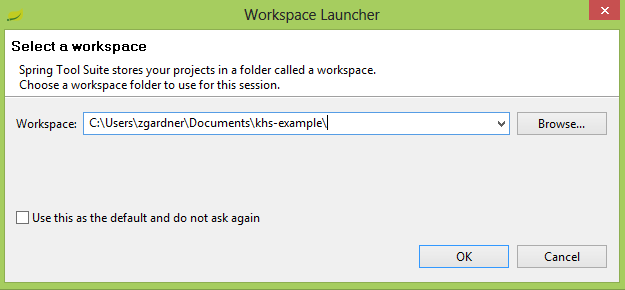 Workspace Launcher
Select a workspace
Spring Tool Suite stores your projects in a folder called a workspace.
Choose a workspace folder to use for this session.
Workspace: C:\Users\zgardner\Documents\khs-example\ Browse...
Use this as the default and do not ask again
OK Cancel